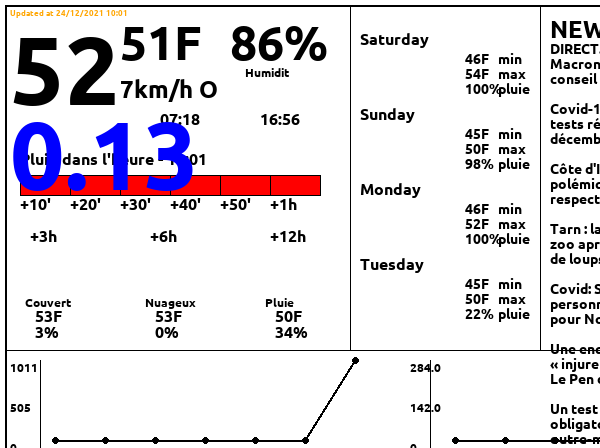 Updated at 24/12/2021 10:01
52
51F
86%
Humidit
7km/h O
07:18
16:56
0.13
Pluie dans l'heure - 10:01
+10' +20' +30' +40' +50' +1h
+3h +6h +12h
Couvert Nuageux Pluie
53F 53F 50F
3% 0% 34%
Saturday
46F min
54F max
100% pluie
Sunday
45F min
50F max
98% pluie
Monday
46F min
52F max
100% pluie
Tuesday
45F min
50F max
22% pluie
NEW
DIRECT.
Macron
conseil
Covid-1
tests ré
décemb
Côte d'I
polémic
respect
Tarn : la
zoo apr
de loup
Covid: S
personn
pour No
Une enc
« injure
Le Pen
Un test
obligat
outre-m
1011
505
0
284.0
142.0
0.0